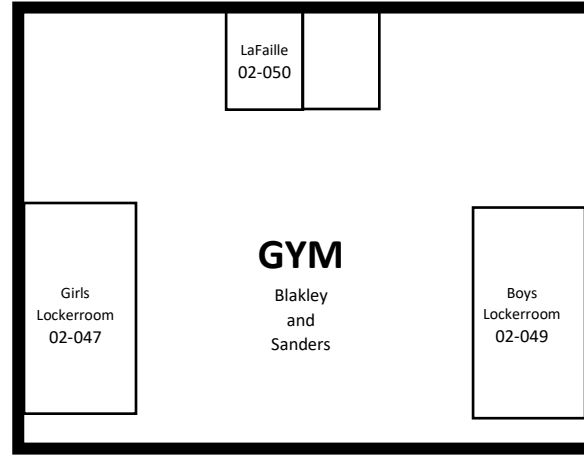 LaFaille
02-050
GYM
Blakley
and
Sanders
Girls
Lockerroom
02-047
Boys
Lockerroom
02-049